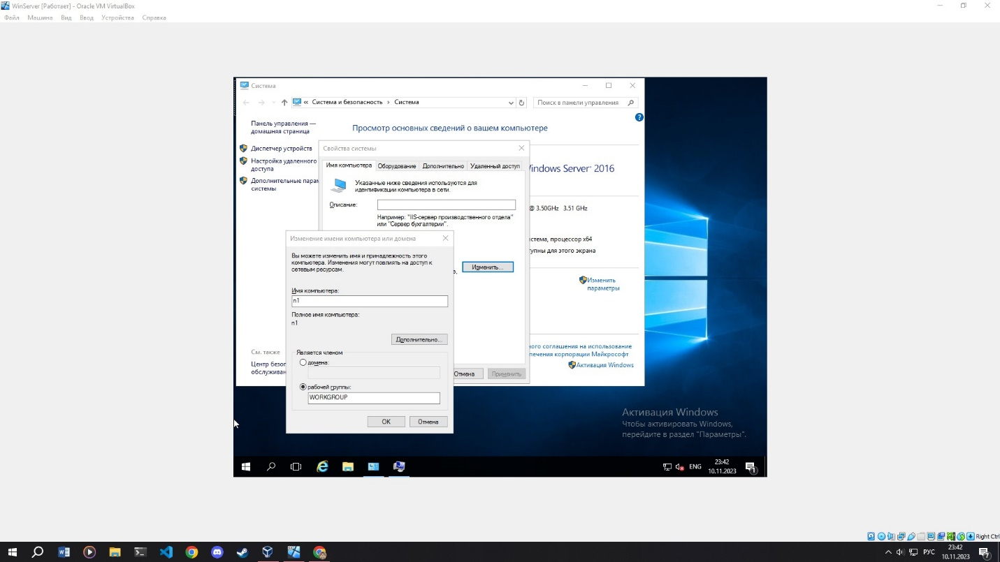 WinServer [Работает] - Oracle VM VirtualBox
Файл Машина Вид Ввод Устройства Справка
Система
« Система и безопасность › Система
Поиск в панели управления
Панель управления —
домашняя страница
Диспетчер устройств
Настройка удаленного
доступа
Дополнительные парам
системы
См. также
Центр безоп
обслуживан
Просмотр основных сведений о вашем компьютере
Windows Server® 2016
@ 3.50GHz 3.51 GHz
стема, процессор x64
тупны для этого экрана
Изменить
параметры
ного соглашения на использование
печения корпорации Майкрософт
Активация Windows
Свойства системы
Имя компьютера Оборудование Дополнительно Удаленный доступ
Указанные ниже сведения используются для
идентификации компьютера в сети.
Описание:
Например: "IIS-сервер производственного отдела"
или "Сервер бухгалтерии".
Изменить...
Отмена Применить
Изменение имени компьютера или домена
Вы можете изменить имя и принадлежность этого
компьютера. Изменения могут повлиять на доступ к
сетевым ресурсам.
Имя компьютера:
n1
Полное имя компьютера:
n1
Дополнительно...
Является членом
домена:
рабочей группы:
WORKGROUP
OK Отмена
Активация Windows
Чтобы активировать Windows,
перейдите в раздел "Параметры".
ENG
23:42
10.11.2023
1
Right Ctrl
РУС
23:42
10.11.2023
7